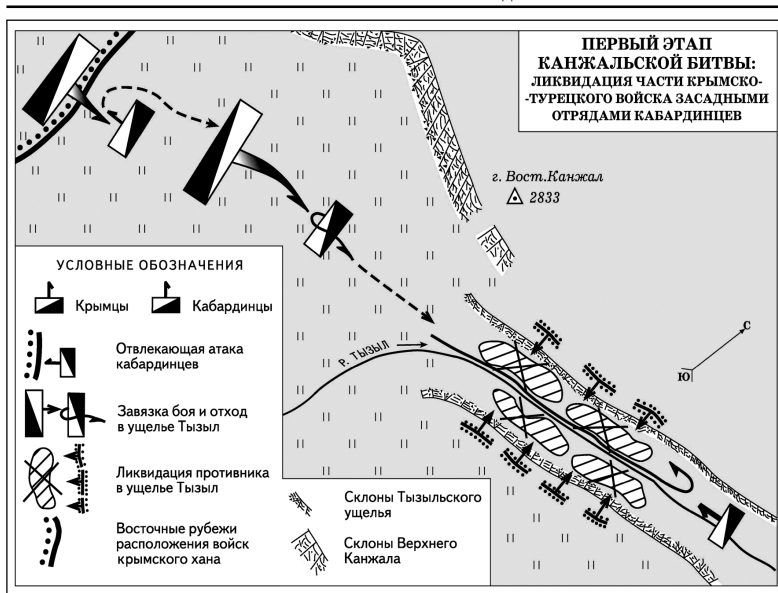 ПЕРВЫЙ ЭТАП
КАНЖАЛЬСКОЙ БИТВЫ:
ЛИКВИДАЦИЯ ЧАСТИ КРЫМСКО-
-ТУРЕЦКОГО ВОЙСКА ЗАСАДНЫМИ
ОТРЯДАМИ КАБАРДИНЦЕВ
г. Вост.Канжал
2833
С
Ю
Р. ТЫЗЫЛ
УСЛОВНЫЕ ОБОЗНАЧЕНИЯ
Крымцы
Кабардинцы
Отвлекающая атака
кабардинцев
Завязка боя и отход
в ущелье Тызыл
Ликвидация противника
в ущелье Тызыл
Восточные рубежи
расположения войск
крымского хана
Склоны Тызыльского
ущелья
Склоны Верхнего
Канжала